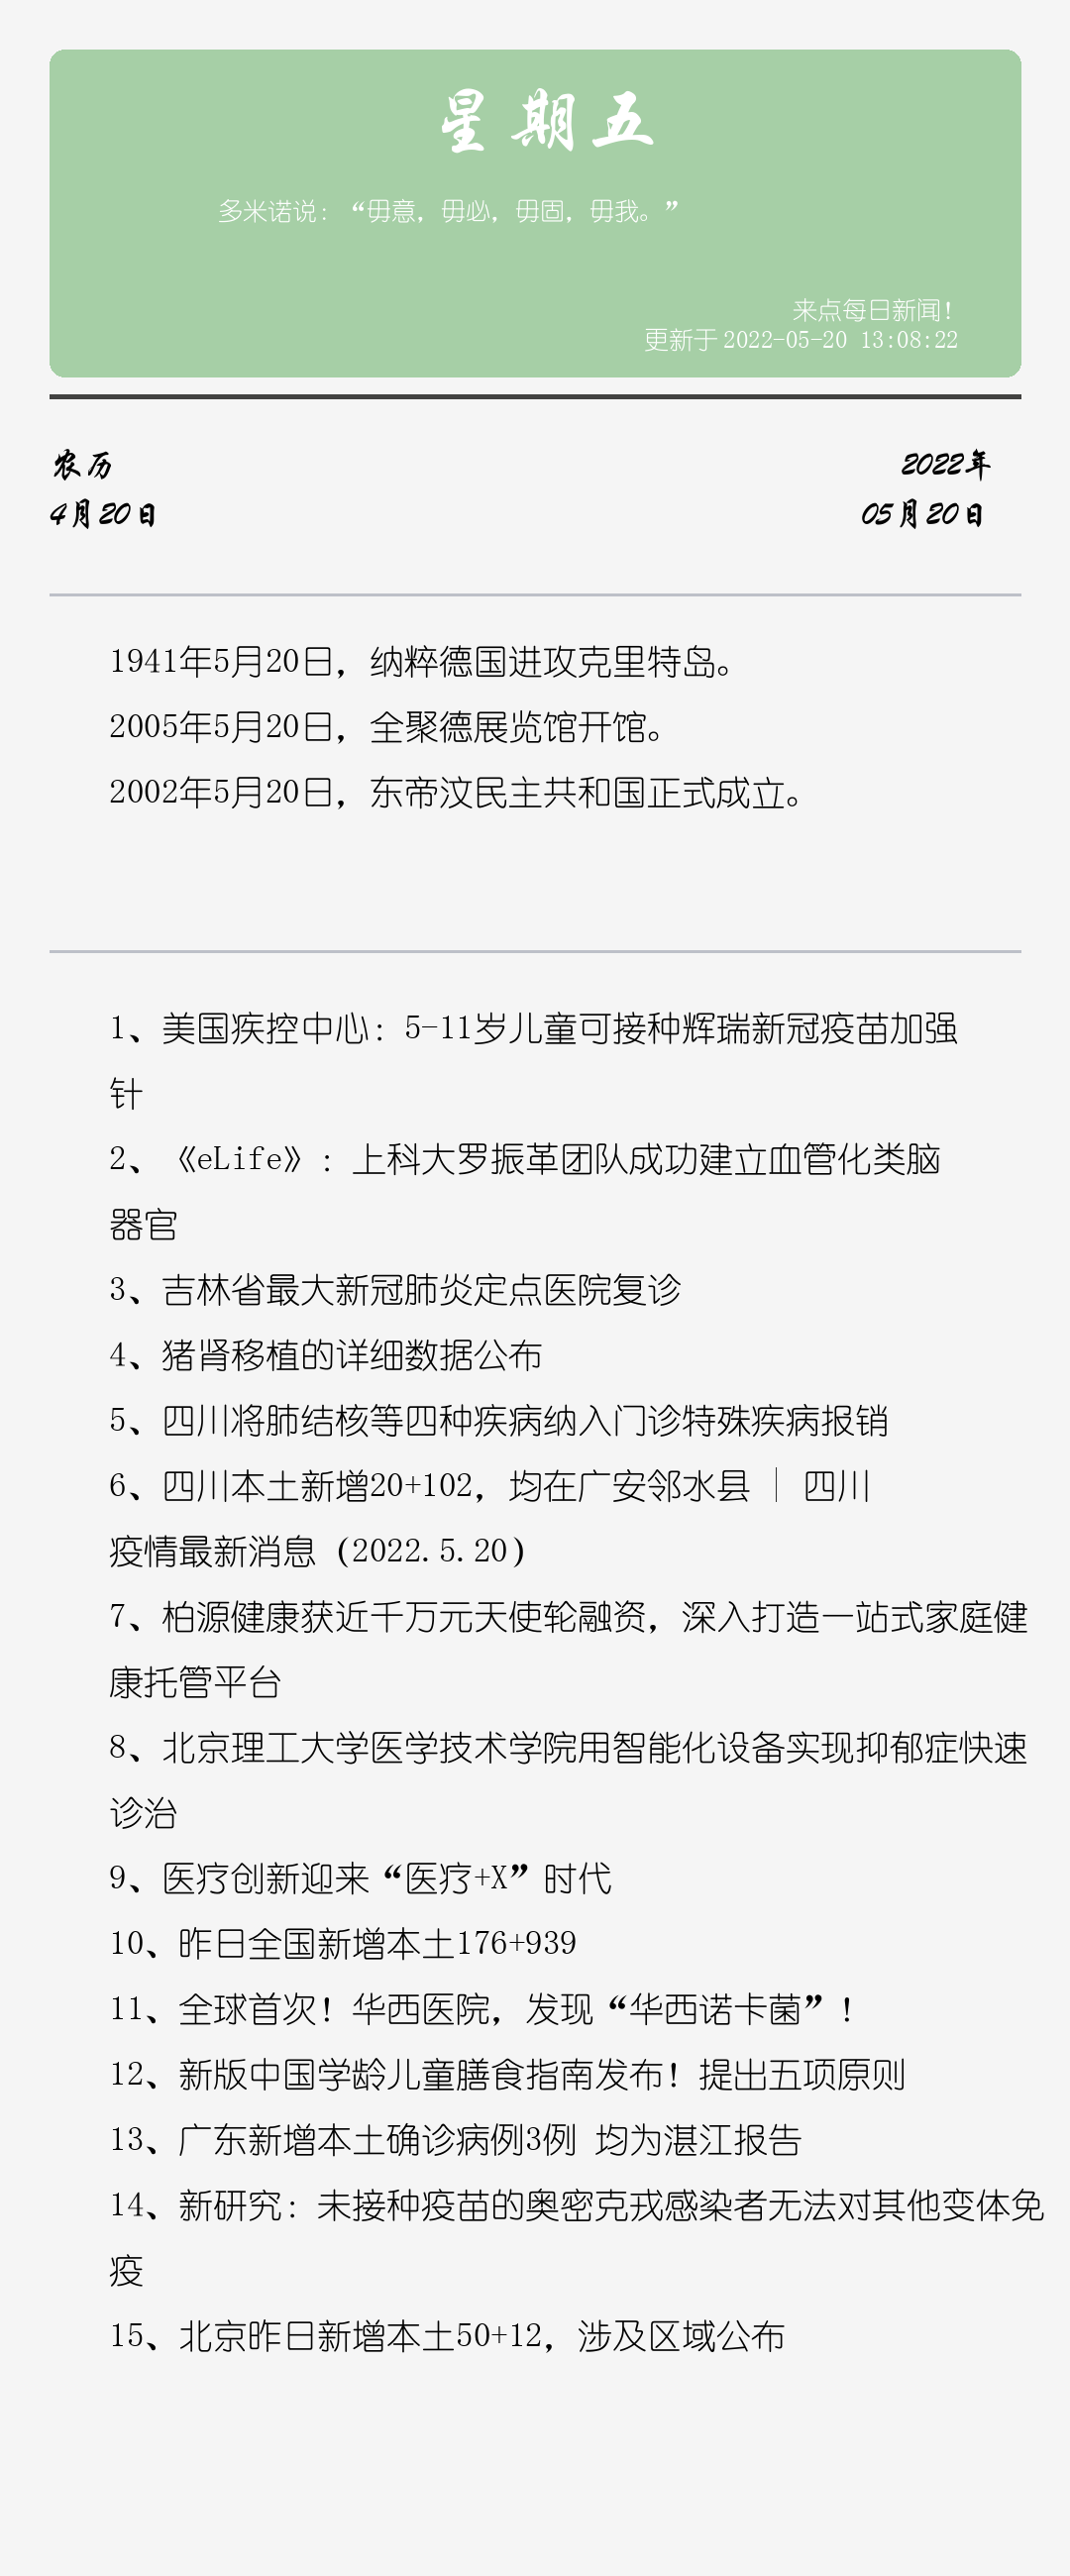 星期五
多米诺说：“毋意，毋必，毋固，毋我。”
来点每日新闻！
更新于 2022-05-20 13:08:22
农历
2022年
4月20日
05月20日
1941年5月20日，纳粹德国进攻克里特岛。
2005年5月20日，全聚德展览馆开馆。
2002年5月20日，东帝汶民主共和国正式成立。
1、美国疾控中心：5-11岁儿童可接种辉瑞新冠疫苗加强
针
2、《eLife》：上科大罗振革团队成功建立血管化类脑
器官
3、吉林省最大新冠肺炎定点医院复诊
4、猪肾移植的详细数据公布
5、四川将肺结核等四种疾病纳入门诊特殊疾病报销
6、四川本土新增20+102，均在广安邻水县 | 四川
疫情最新消息（2022.5.20）
7、柏源健康获近千万元天使轮融资，深入打造一站式家庭健
康托管平台
8、北京理工大学医学技术学院用智能化设备实现抑郁症快速
诊治
9、医疗创新迎来“医疗+X”时代
10、昨日全国新增本土176+939
11、全球首次！华西医院，发现“华西诺卡菌”！
12、新版中国学龄儿童膳食指南发布！提出五项原则
13、广东新增本土确诊病例3例 均为湛江报告
14、新研究：未接种疫苗的奥密克戎感染者无法对其他变体免
疫
15、北京昨日新增本土50+12，涉及区域公布